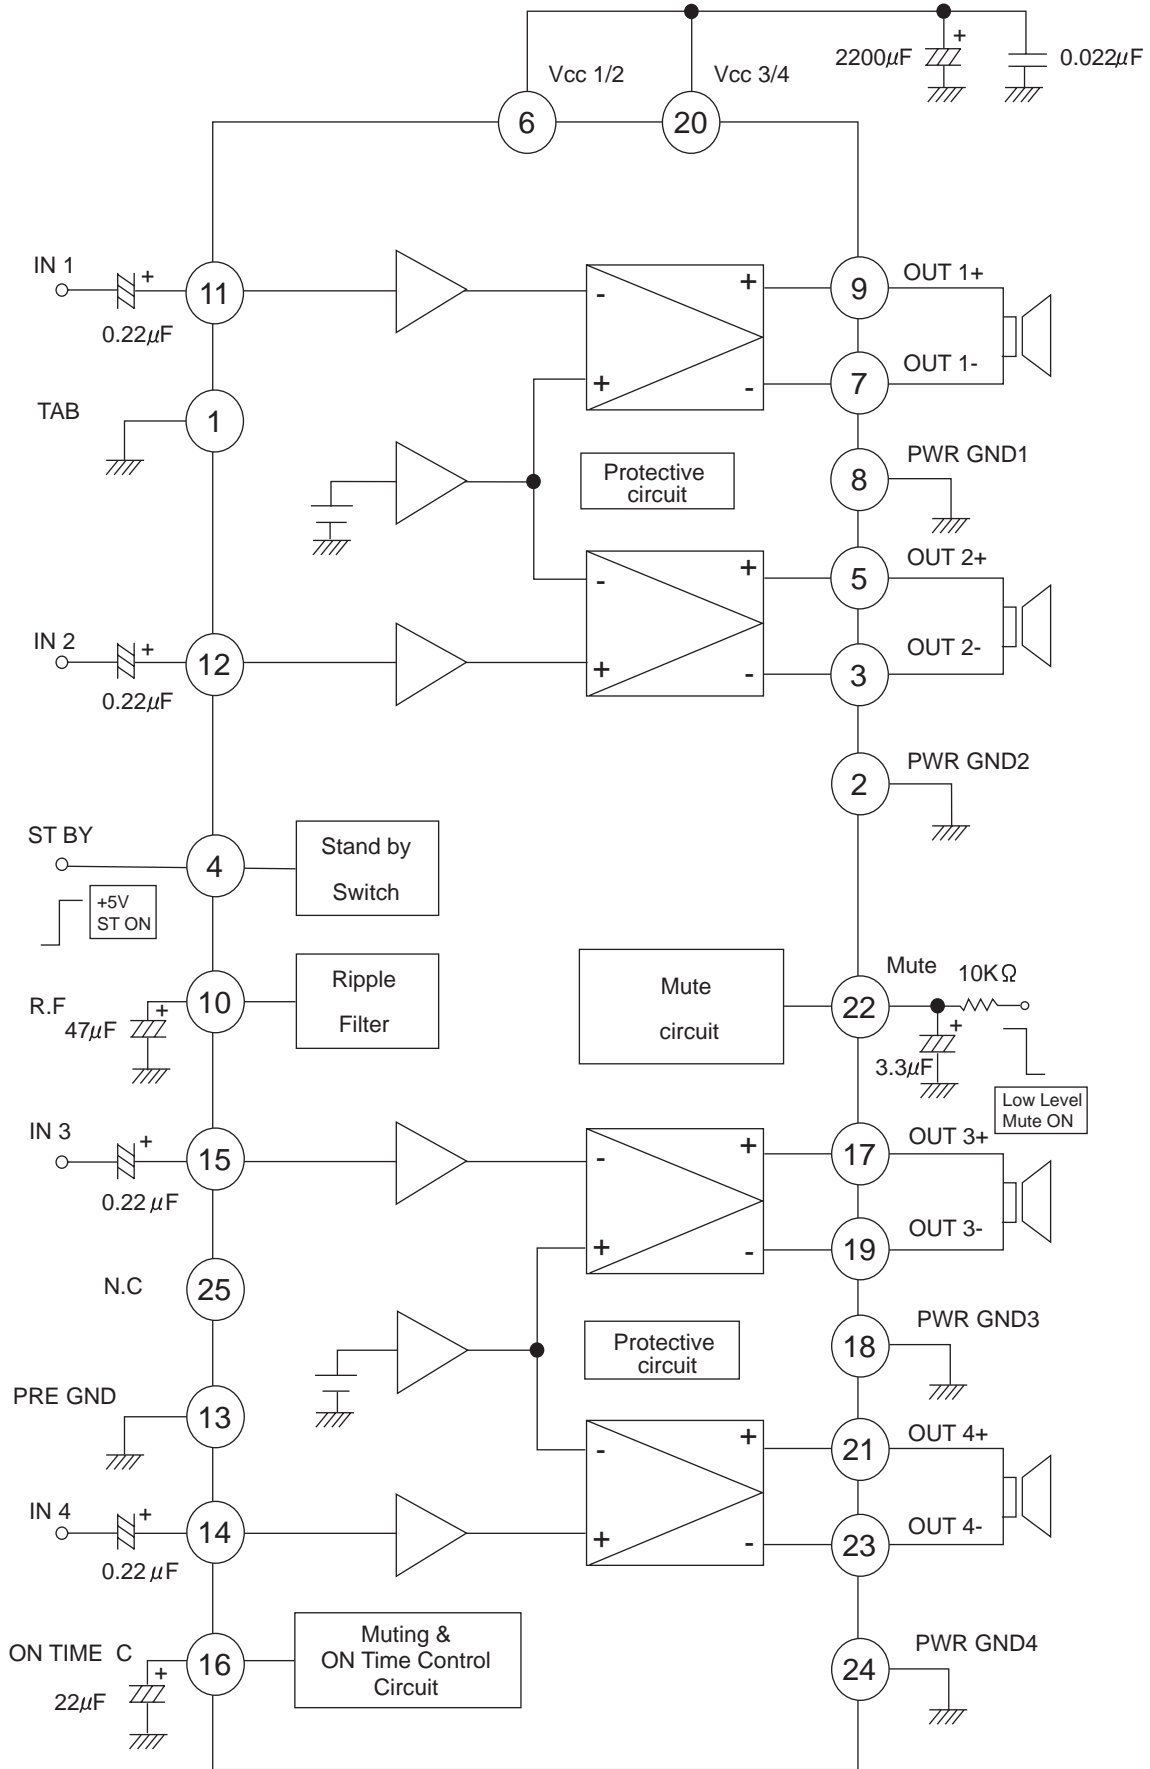 2200μF
+
0.022μF
Vcc 1/2
Vcc 3/4
6
20
IN 1
+
0.22μF
11
-
+
+
-
9
OUT 1+
7
OUT 1-
TAB
1
Protective
circuit
8
PWR GND1
IN 2
+
0.22μF
12
-
+
+
-
5
OUT 2+
3
OUT 2-
2
PWR GND2
ST BY
4
Stand by
Switch
+5V
ST ON
R.F
47μF
+
10
Ripple
Filter
Mute
circuit
22
Mute
10KΩ
+
3.3μF
Low Level
Mute ON
IN 3
+
0.22 μF
15
-
+
+
-
17
OUT 3+
19
OUT 3-
N.C
25
Protective
circuit
18
PWR GND3
PRE GND
13
IN 4
+
0.22 μF
14
-
+
+
-
21
OUT 4+
23
OUT 4-
ON TIME C
+
22μF
16
Muting &
ON Time Control
Circuit
24
PWR GND4